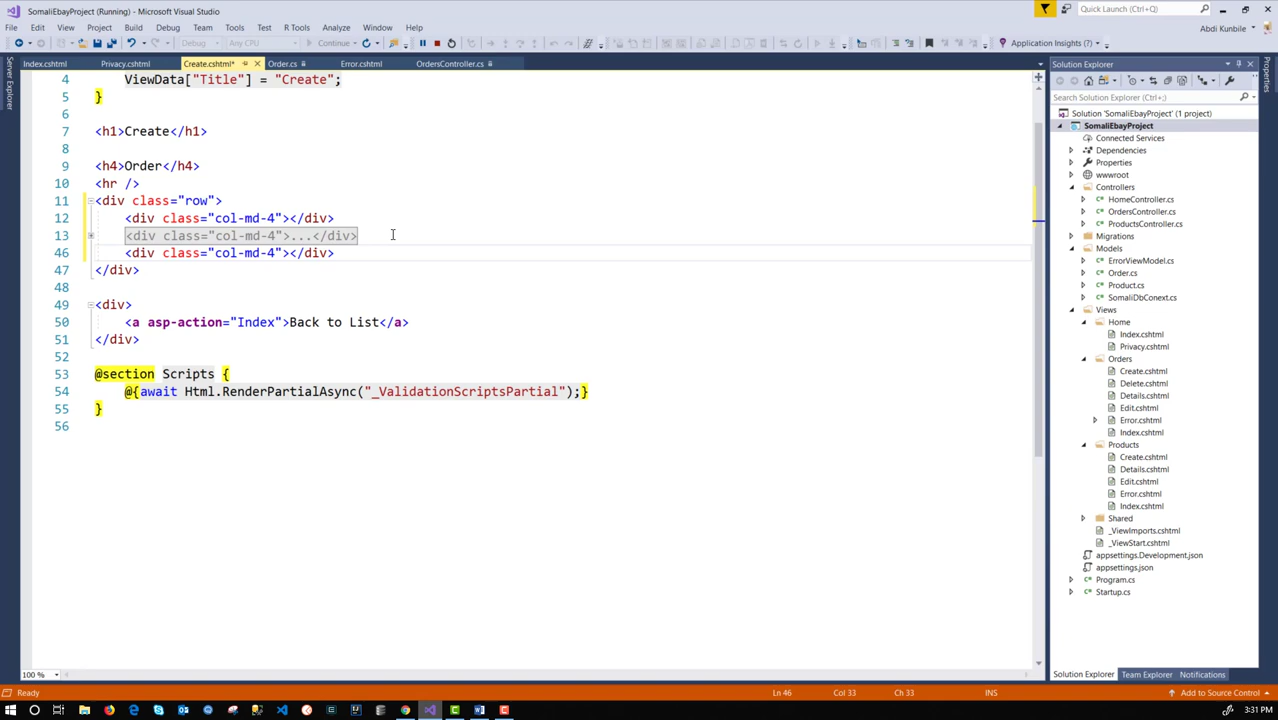 SomaliEbayProject (Running) - Microsoft Visual Studio
Quick Launch (Ctrl+Q)
File Edit View Project Build Debug Team Tools Test R Tools Analyze Window Help
Abdi Kunbile
Debug Any CPU Continue Application Insights (7)
Index.cshtml Privacy.cshtml Create.cshtml* Order.cs Error.cshtml OrdersController.cs
Server Explorer
Properties
4 ViewData["Title"] = "Create";
5 }
6
7 <h1>Create</h1>
8
9 <h4>Order</h4>
10 <hr />
11 <div class="row">
12 <div class="col-md-4"></div>
13 <div class="col-md-4">...</div>
46 <div class="col-md-4"></div>
47 </div>
48
49 <div>
50 <a asp-action="Index">Back to List</a>
51 </div>
52
53 @section Scripts {
54 @{await Html.RenderPartialAsync("_ValidationScriptsPartial");}
55 }
56
100 %
Solution Explorer
Search Solution Explorer (Ctrl+;)
Solution 'SomaliEbayProject' (1 project)
SomaliEbayProject
Connected Services
Dependencies
Properties
wwwroot
Controllers
HomeController.cs
OrdersController.cs
ProductsController.cs
Migrations
Models
ErrorViewModel.cs
Order.cs
Product.cs
SomaliDbConext.cs
Views
Home
Index.cshtml
Privacy.cshtml
Orders
Create.cshtml
Delete.cshtml
Details.cshtml
Edit.cshtml
Error.cshtml
Index.cshtml
Products
Create.cshtml
Details.cshtml
Edit.cshtml
Error.cshtml
Index.cshtml
Shared
_ViewImports.cshtml
_ViewStart.cshtml
appsettings.Development.json
appsettings.json
Program.cs
Startup.cs
Solution Explorer Team Explorer Notifications
Ready Ln 46 Col 33 Ch 33 INS Add to Source Control
3:31 PM